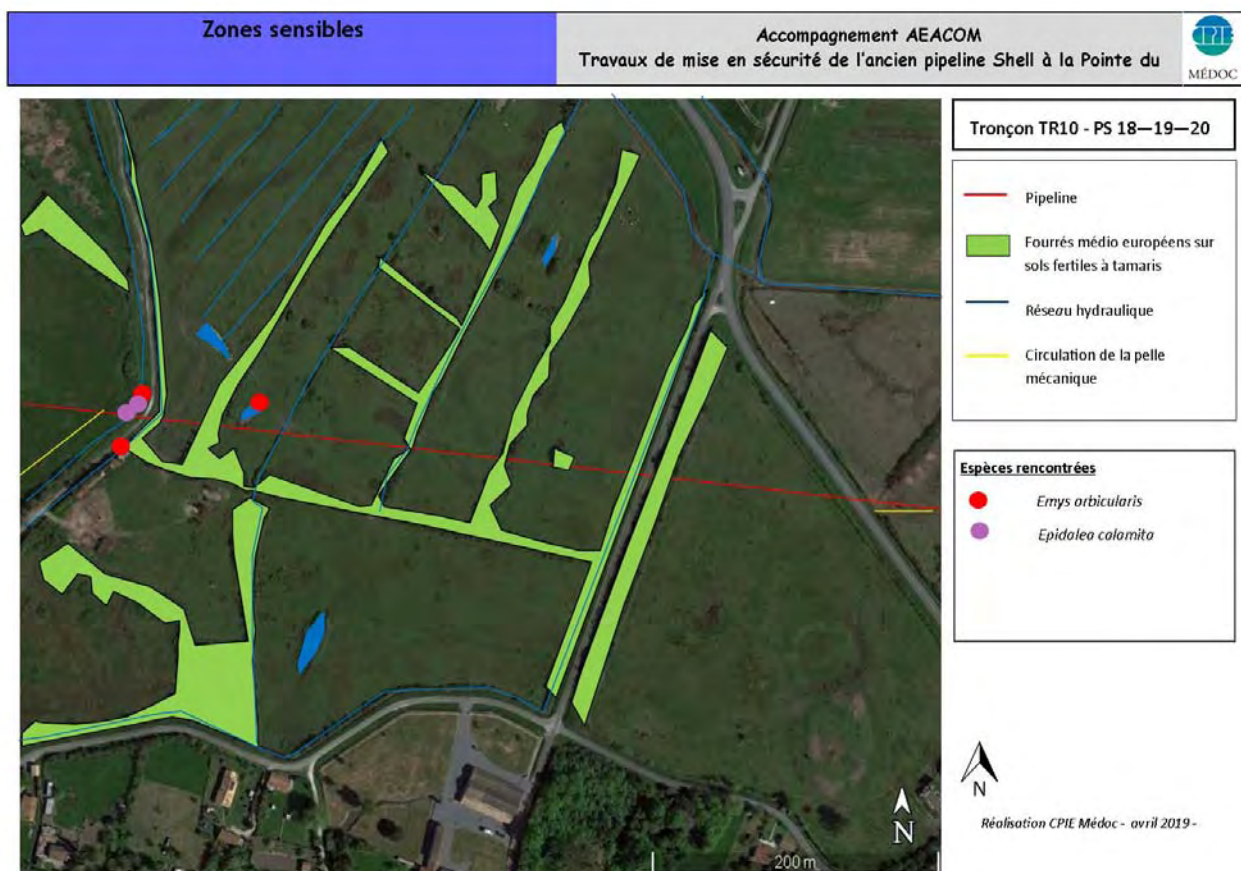 Zones sensibles
Accompagnement AEACOM
Travaux de mise en sécurité de l'ancien pipeline Shell à la Pointe du
CPIE
MÉDOC
Tronçon TR10 - PS 18—19—20
Pipeline
Fourrés médio européens sur
sols fertiles à tamaris
Réseau hydraulique
Circulation de la pelle
mécanique
Espèces rencontrées
Emys orbicularis
Epidalea calamita
N
Réalisation CPIE Médoc - avril 2019 -
N
200 m